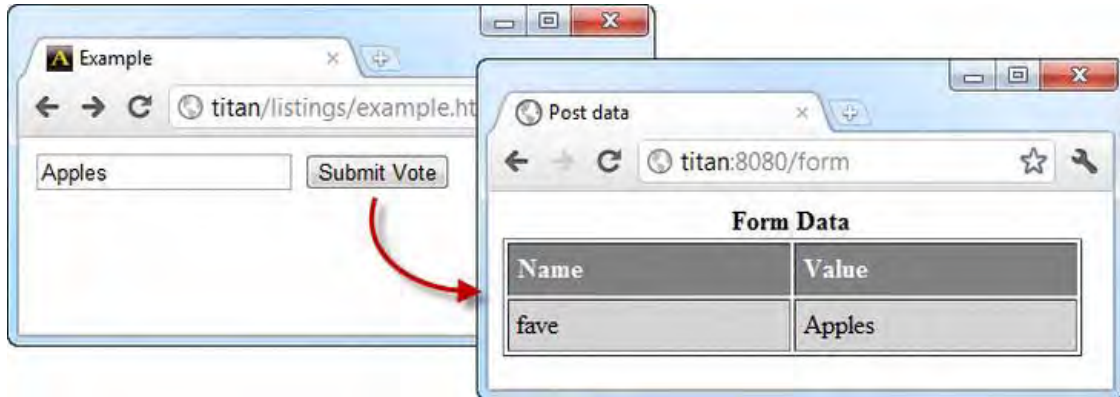 Example
titan/listings/example.ht
Apples
Submit Vote
Post data
titan:8080/form
Form Data
Name Value
fave Apples